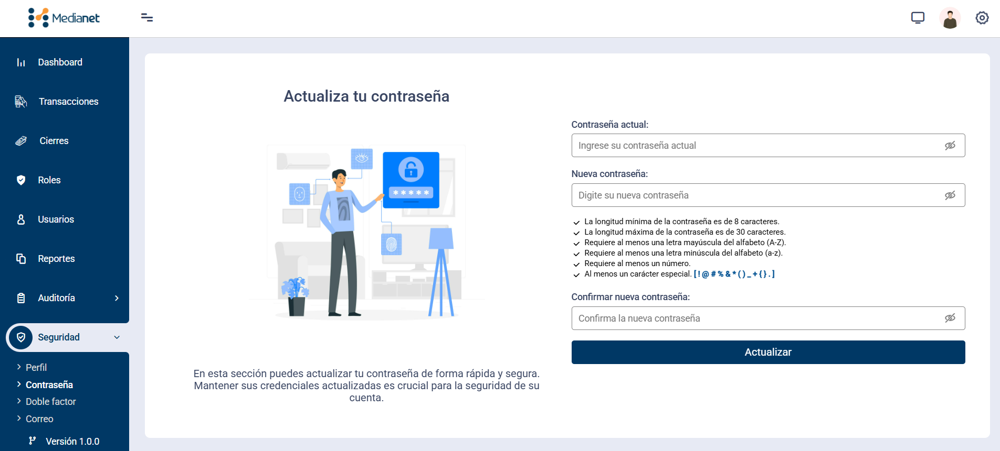 Medianet
Dashboard
Transacciones
Cierres
Roles
Usuarios
Reportes
Auditoría
Seguridad
Perfil
Contraseña
Doble factor
Correo
Versión 1.0.0
Actualiza tu contraseña
*****
En esta sección puedes actualizar tu contraseña de forma rápida y segura.
Mantener sus credenciales actualizadas es crucial para la seguridad de su
cuenta.
Contraseña actual:
Ingrese su contraseña actual
Nueva contraseña:
Digite su nueva contraseña
La longitud mínima de la contraseña es de 8 caracteres.
La longitud máxima de la contraseña es de 30 caracteres.
Requiere al menos una letra mayúscula del alfabeto (A-Z).
Requiere al menos una letra minúscula del alfabeto (a-z).
Requiere al menos un número.
Al menos un carácter especial. [!@#%&*()_+{}.]
Confirmar nueva contraseña:
Confirma la nueva contraseña
Actualizar